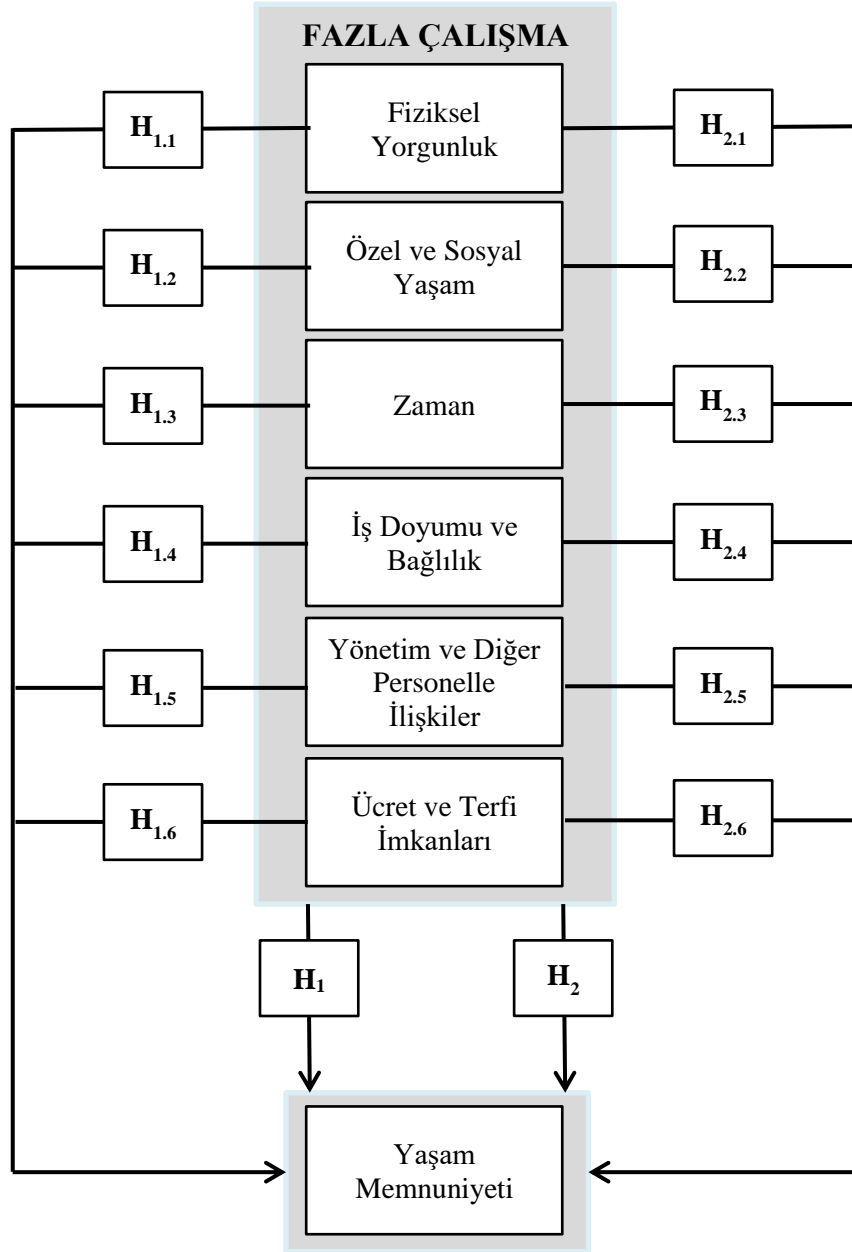 FAZLA ÇALIŞMA
H1.1
Fiziksel
Yorgunluk
H2.1
H1.2
Özel ve Sosyal
Yaşam
H2.2
H1.3
Zaman
H2.3
H1.4
İş Doyumu ve
Bağlılık
H2.4
H1.5
Yönetim ve Diğer
Personelle
İlişkiler
H2.5
H1.6
Ücret ve Terfi
İmkanları
H2.6
H1
H2
Yaşam
Memnuniyeti